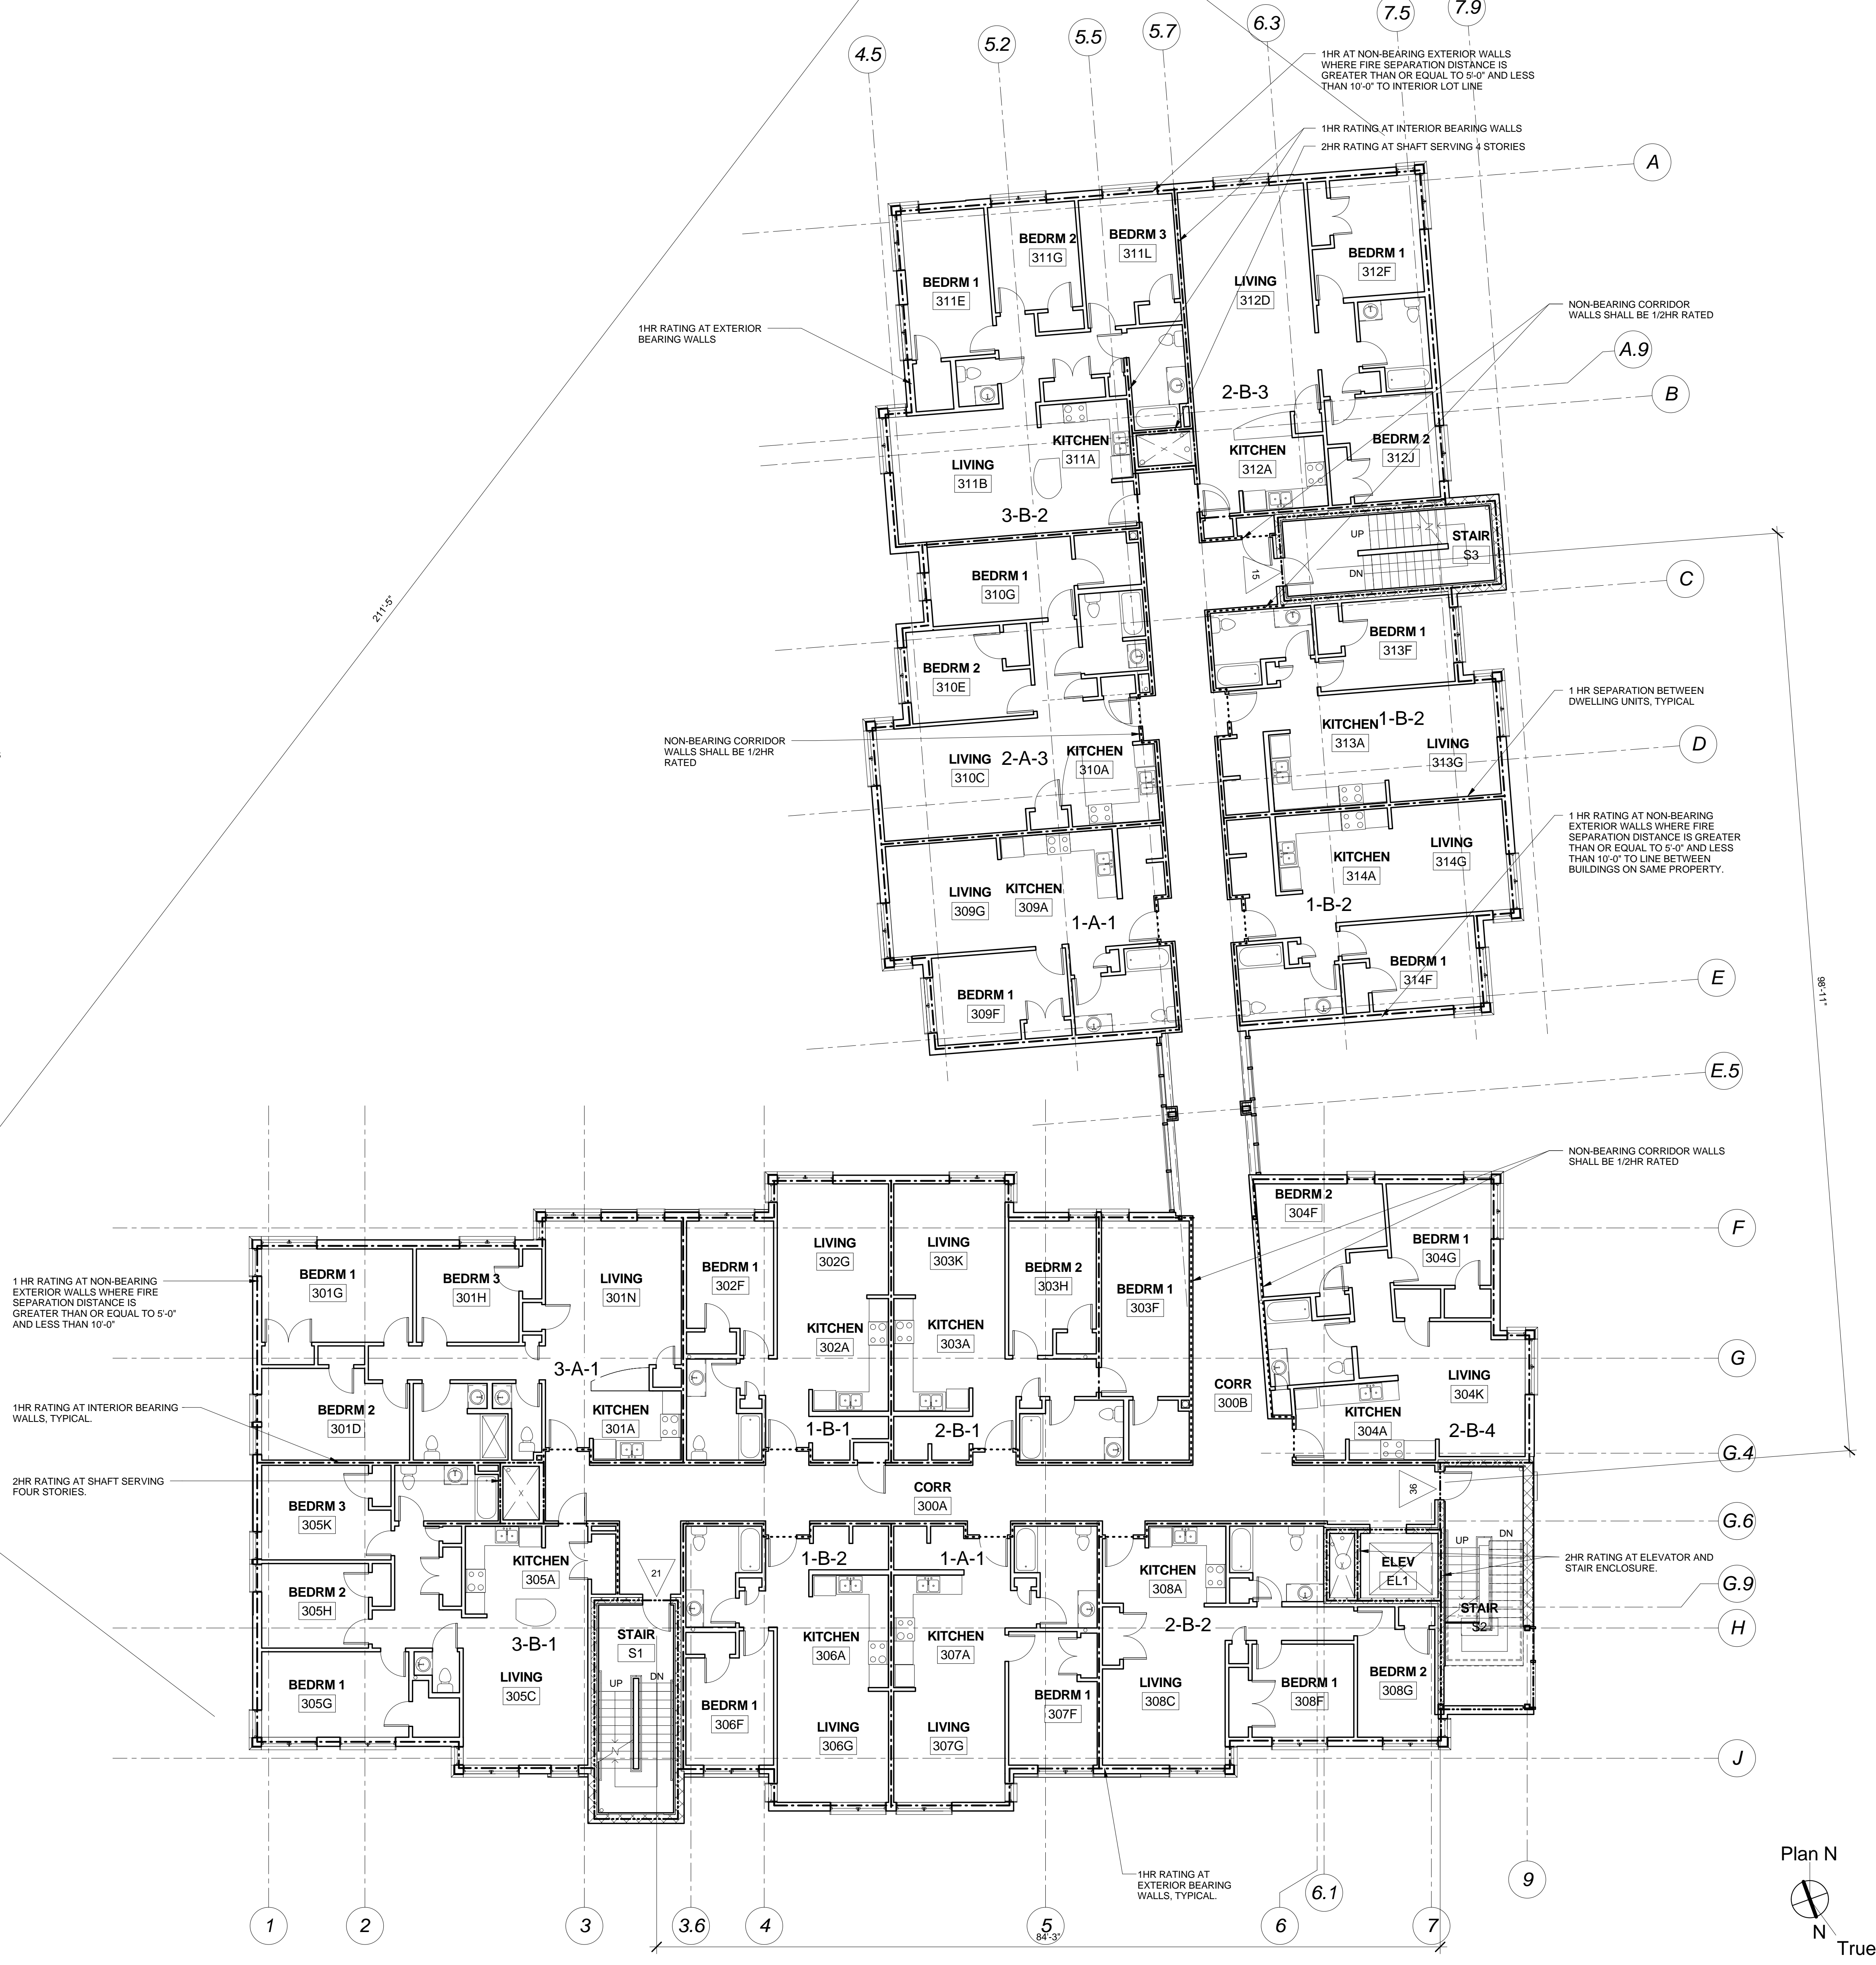 4.5
5.2
5.5
5.7
6.3
7.5
7.9
1HR AT NON-BEARING EXTERIOR WALLS
WHERE FIRE SEPARATION DISTANCE IS
GREATER THAN OR EQUAL TO 5'-0" AND LESS
THAN 10'-0" TO INTERIOR LOT LINE
1HR RATING AT INTERIOR BEARING WALLS
2HR RATING AT SHAFT SERVING 4 STORIES
A
BEDRM 1
311E
BEDRM 2
311G
BEDRM 3
311L
LIVING
312D
BEDRM 1
312F
NON-BEARING CORRIDOR
WALLS SHALL BE 1/2HR RATED
1HR RATING AT EXTERIOR
BEARING WALLS
A.9
B
2-B-3
KITCHEN
311A
LIVING
311B
3-B-2
KITCHEN
312A
BEDRM 2
312J
X
UP
DN
STAIR
S3
15
211'-5"
BEDRM 1
310G
C
BEDRM 1
313F
BEDRM 2
310E
1 HR SEPARATION BETWEEN
DWELLING UNITS, TYPICAL
NON-BEARING CORRIDOR
WALLS SHALL BE 1/2HR
RATED
LIVING
310C
2-A-3
KITCHEN
310A
KITCHEN
313A
1-B-2
LIVING
313G
D
1 HR RATING AT NON-BEARING
EXTERIOR WALLS WHERE FIRE
SEPARATION DISTANCE IS GREATER
THAN OR EQUAL TO 5'-0" AND LESS
THAN 10'-0" TO LINE BETWEEN
BUILDINGS ON SAME PROPERTY.
LIVING
309G
KITCHEN
309A
1-A-1
KITCHEN
314A
LIVING
314G
1-B-2
BEDRM 1
309F
BEDRM 1
314F
E
98'-11"
E.5
NON-BEARING CORRIDOR WALLS
SHALL BE 1/2HR RATED
F
1 HR RATING AT NON-BEARING
EXTERIOR WALLS WHERE FIRE
SEPARATION DISTANCE IS
GREATER THAN OR EQUAL TO 5'-0"
AND LESS THAN 10'-0"
BEDRM 1
301G
BEDRM 3
301H
LIVING
301N
BEDRM 1
302F
LIVING
302G
LIVING
303K
BEDRM 2
303H
BEDRM 1
303F
BEDRM 2
304F
BEDRM 1
304G
KITCHEN
302A
KITCHEN
303A
G
3-A-1
1HR RATING AT INTERIOR BEARING
WALLS, TYPICAL.
BEDRM 2
301D
KITCHEN
301A
1-B-1
2-B-1
CORR
300B
KITCHEN
304A
LIVING
304K
2-B-4
G.4
2HR RATING AT SHAFT SERVING
FOUR STORIES.
X
BEDRM 3
305K
CORR
300A
36
G.6
KITCHEN
305A
21
1-B-2
1-A-1
KITCHEN
308A
ELEV
EL1
UP
DN
2HR RATING AT ELEVATOR AND
STAIR ENCLOSURE.
G.9
BEDRM 2
305H
3-B-1
STAIR
S1
KITCHEN
306A
KITCHEN
307A
2-B-2
STAIR
S2
H
BEDRM 1
305G
LIVING
305C
UP
DN
BEDRM 1
306F
LIVING
306G
LIVING
307G
BEDRM 1
307F
LIVING
308C
BEDRM 1
308F
BEDRM 2
308G
J
1HR RATING AT
EXTERIOR BEARING
WALLS, TYPICAL.
1
2
3
3.6
4
5
6
6.1
7
9
84'-3"
Plan N
N
True